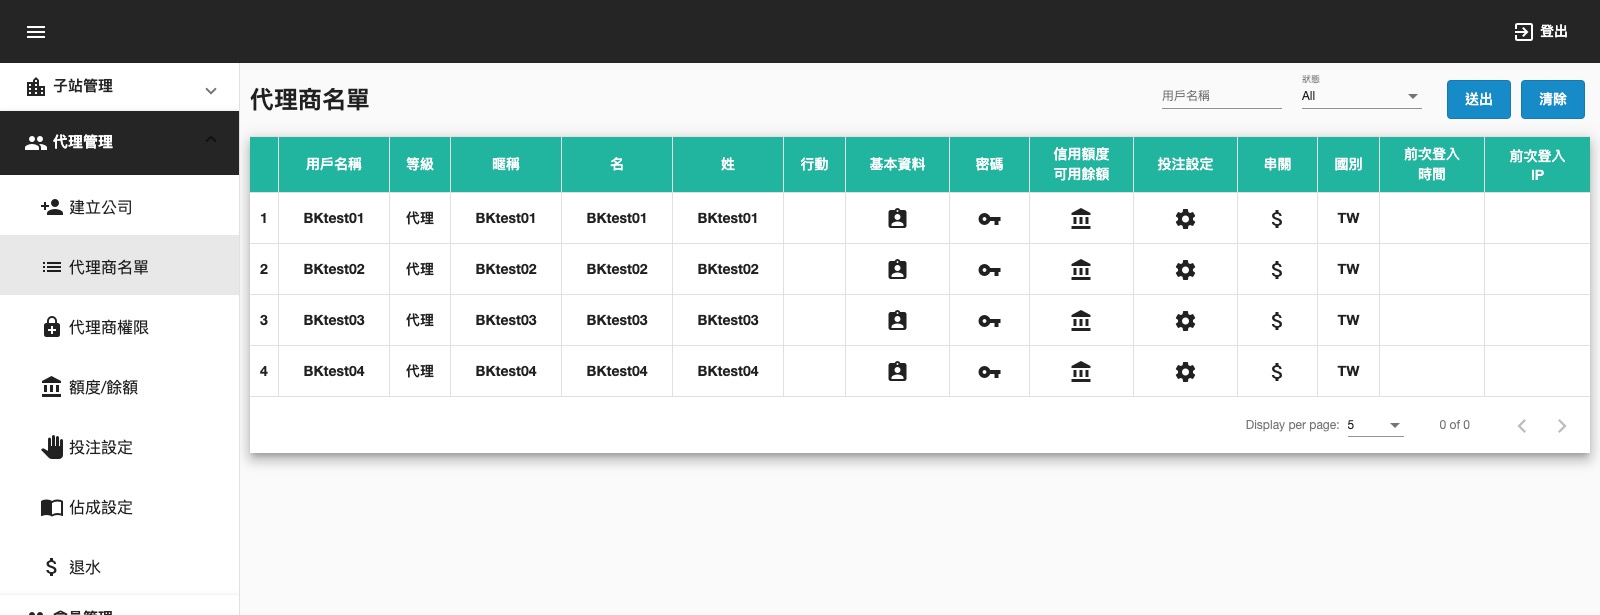 登出
子站管理
代理管理
建立公司
代理商名單
代理商權限
額度/餘額
投注設定
佔成設定
退水
會員管理
代理商名單
用戶名稱
狀態
All
送出
清除
用戶名稱 等級 暱稱 名 姓 行動 基本資料 密碼 信用額度 可用餘額 投注設定 串關 國別 前次登入 時間 前次登入 IP
1 BKtest01 代理 BKtest01 BKtest01 BKtest01 TW
2 BKtest02 代理 BKtest02 BKtest02 BKtest02 TW
3 BKtest03 代理 BKtest03 BKtest03 BKtest03 TW
4 BKtest04 代理 BKtest04 BKtest04 BKtest04 TW
Display per page: 5 0 of 0